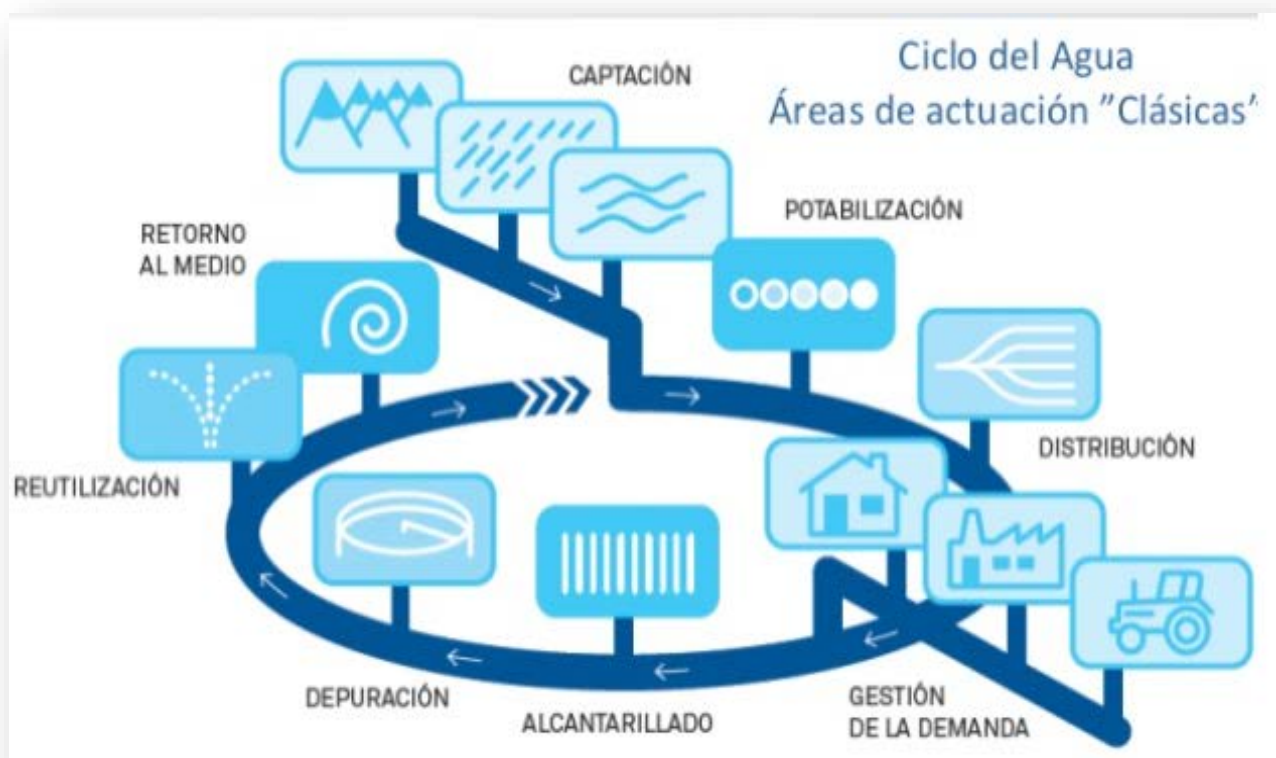 Ciclo del Agua
Áreas de actuación "Clásicas"
CAPTACIÓN
POTABILIZACIÓN
RETORNO
AL MEDIO
DISTRIBUCIÓN
REUTILIZACIÓN
DEPURACIÓN
ALCANTARILLADO
GESTIÓN
DE LA DEMANDA